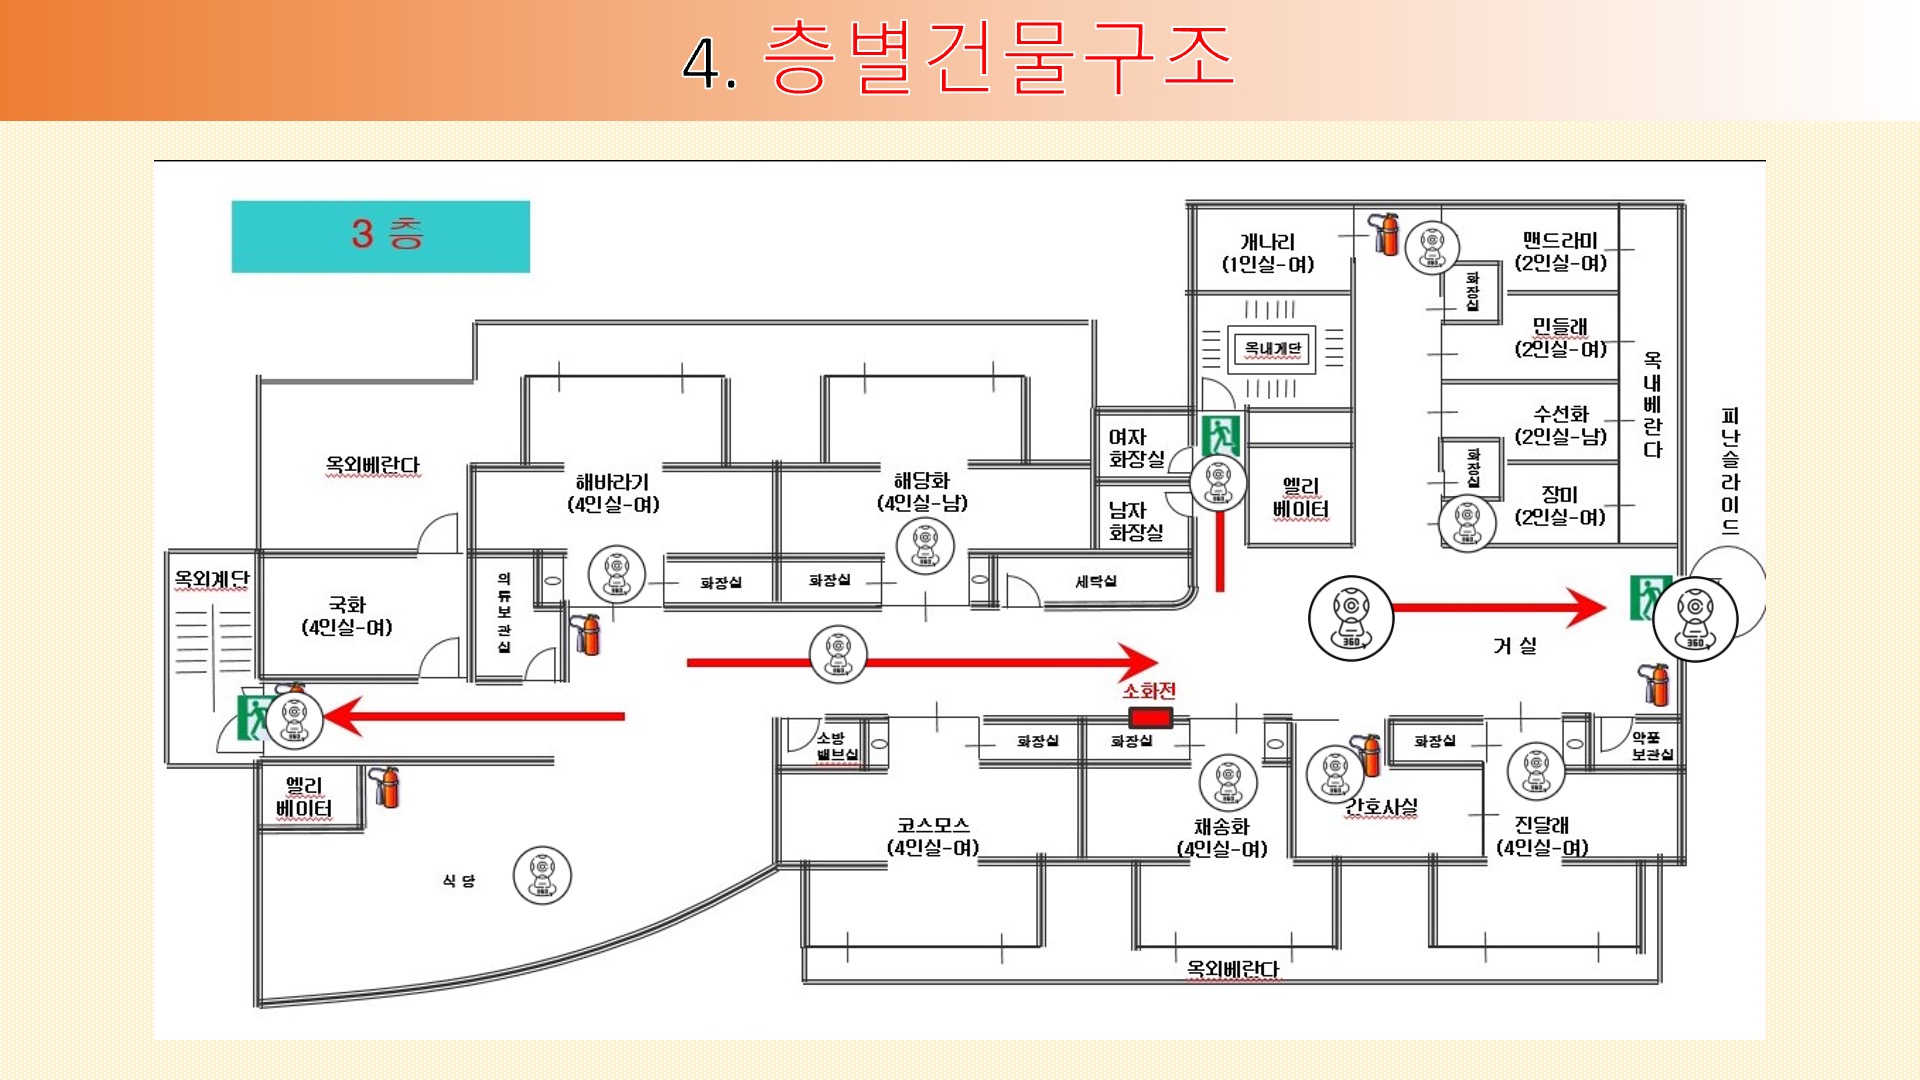 4. 층별건물구조
3 층
개나리
(1인실-여)
맨드라미
(2인실-여)
화장실
민들래
(2인실-여)
옥내계단
옥내베란다
수선화
(2인실-남)
피난슬라이드
여자
화장실
옥외베란다
해바라기
(4인실-여)
해당화
(4인실-남)
엘리
베이터
화장실
장미
(2인실-여)
남자
화장실
옥외계단
의류보관실
화장실
화장실
세탁실
국화
(4인실-여)
거 실
소화전
소방
밸브실
화장실
화장실
화장실
약품
보관실
엘리
베이터
간호사실
코스모스
(4인실-여)
채송화
(4인실-여)
진달래
(4인실-여)
식 당
옥외베란다
360
360